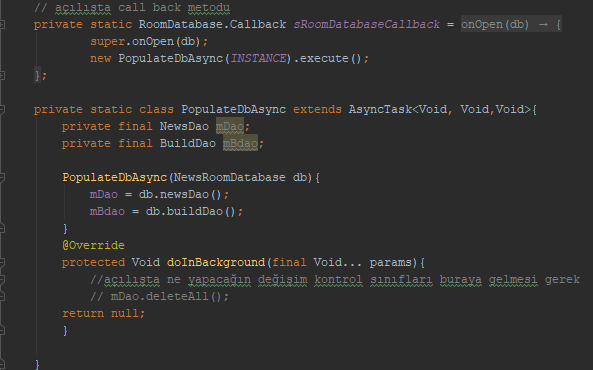 // açılışta call back metodu
private static RoomDatabase.Callback sRoomDatabaseCallback = onOpen(db) → {
super.onOpen(db);
new PopulateDbAsync(INSTANCE).execute();
};
private static class PopulateDbAsync extends AsyncTask<Void, Void,Void>{
private final NewsDao mDao;
private final BuildDao mBdao;
PopulateDbAsync(NewsRoomDatabase db){
mDao = db.newsDao();
mBdao = db.buildDao();
}
@Override
protected Void doInBackground(final Void... params){
//açılışta ne yapacağın değişim kontrol sınıfları buraya gelmesi gerek
// mDao.deleteAll();
return null;
}
}